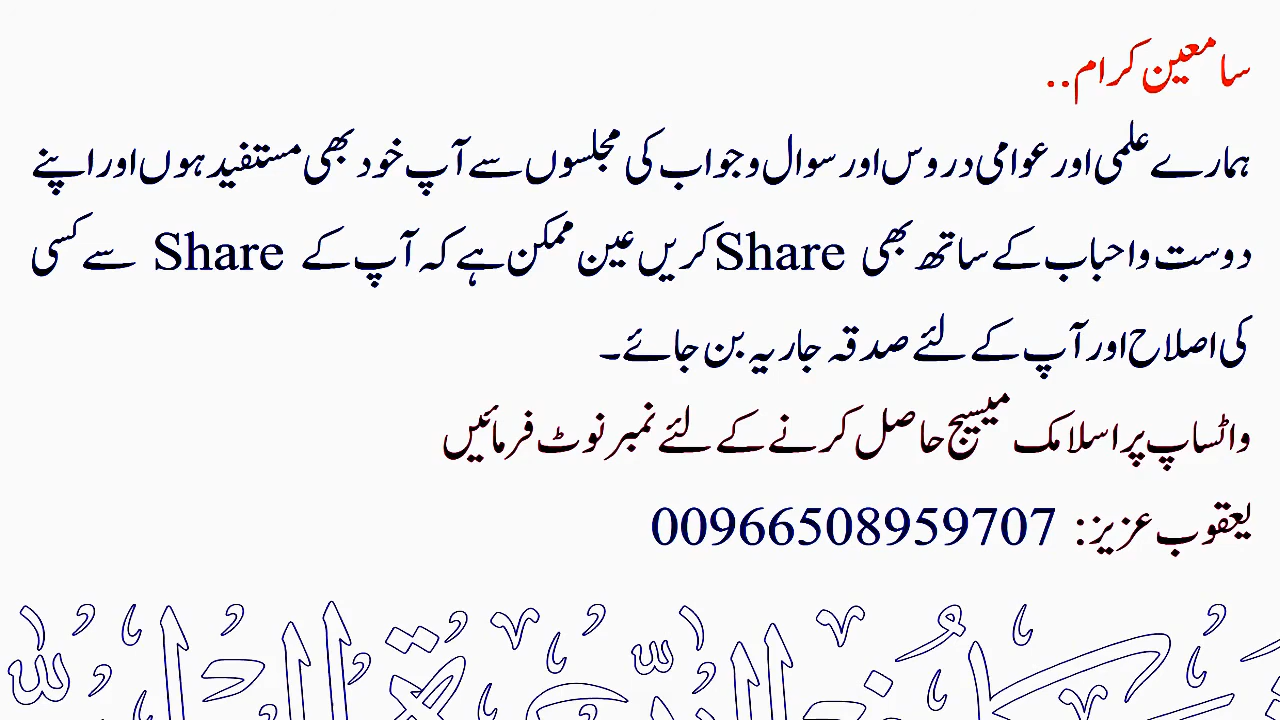 سامعین کرام..
ہمارے علمی اور عوامی دروس اور سوال وجواب کی مجلسوں سے آپ خود بھی مستفید ہوں اور اپنے
دوست واحباب کے ساتھ بھی Share کریں عین ممکن ہے کہ آپ کے Share سے کسی
کی اصلاح اور آپ کے لئے صدقہ جاریہ بن جائے۔
واٹساپ پر اسلامک میسیج حاصل کرنے کے لئے نمبر نوٹ فرمائیں
یعقوب عزیز: 00966508959707